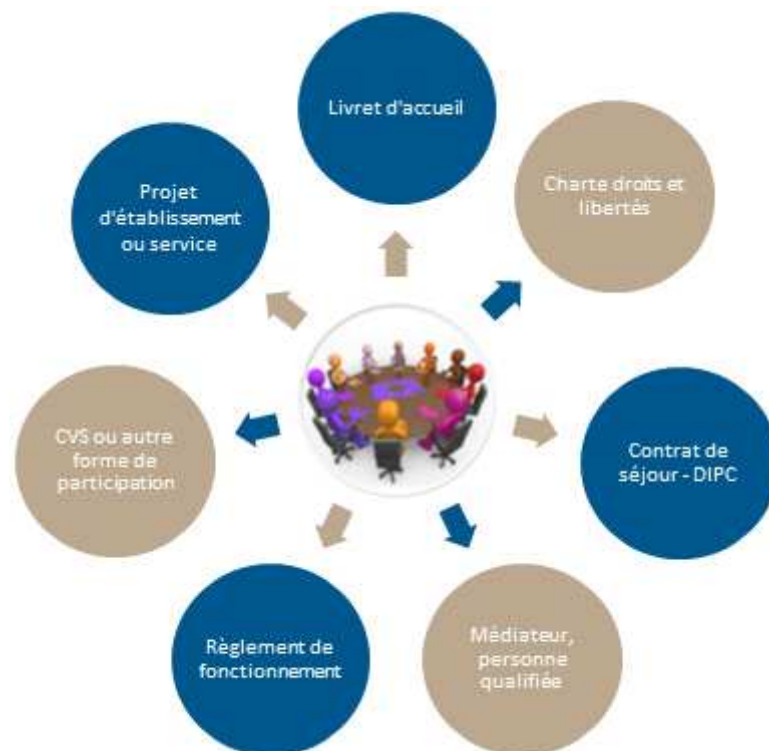 Livret d'accueil
Charte droits et
libertés
Contrat de
séjour - DIPC
Médiateur,
personne
qualifiée
Règlement de
fonctionnement
CVS ou autre
forme de
participation
Projet
d'établissement
ou service